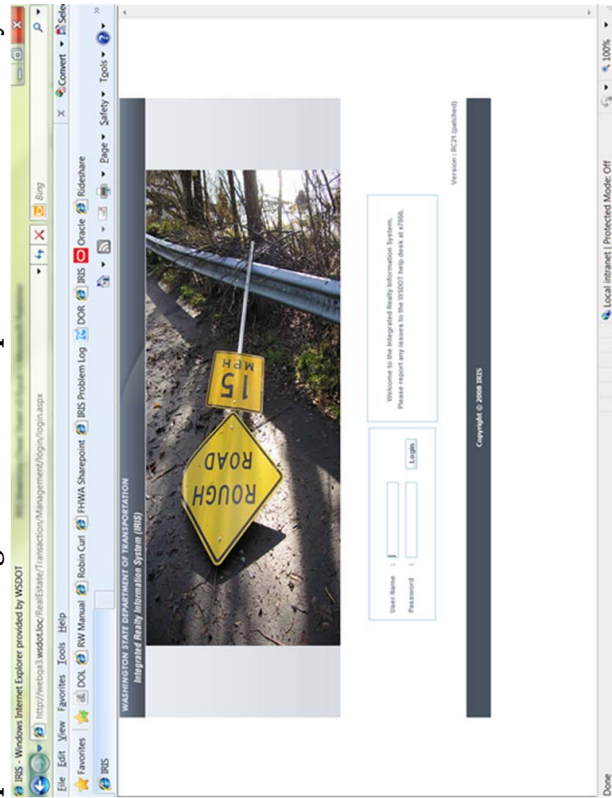 IRIS - Windows Internet Explorer provided by WSDOT
http://webqa3.wsdot.loc/RealEstate/Transaction/Management/login/login.aspx
Bing
File Edit View Favorites Tools Help
Convert Selec
Favorites DOL RW Manual Robin Curl FHWA Sharepoint IRIS Problem Log DOR IRIS Oracle Rideshare
IRIS
Page Safety Tools
WASHINGTON STATE DEPARTMENT OF TRANSPORTATION
Integrated Realty Information System (IRIS)
ROUGH
ROAD
15
MPH
User Name :
Password :
Login
Welcome to the Integrated Realty Information System.
Please report any issues to the WSDOT help desk at x7050.
Version : RC21 (patched)
Copyright © 2008 IRIS
Done
Local intranet | Protected Mode: Off
100%